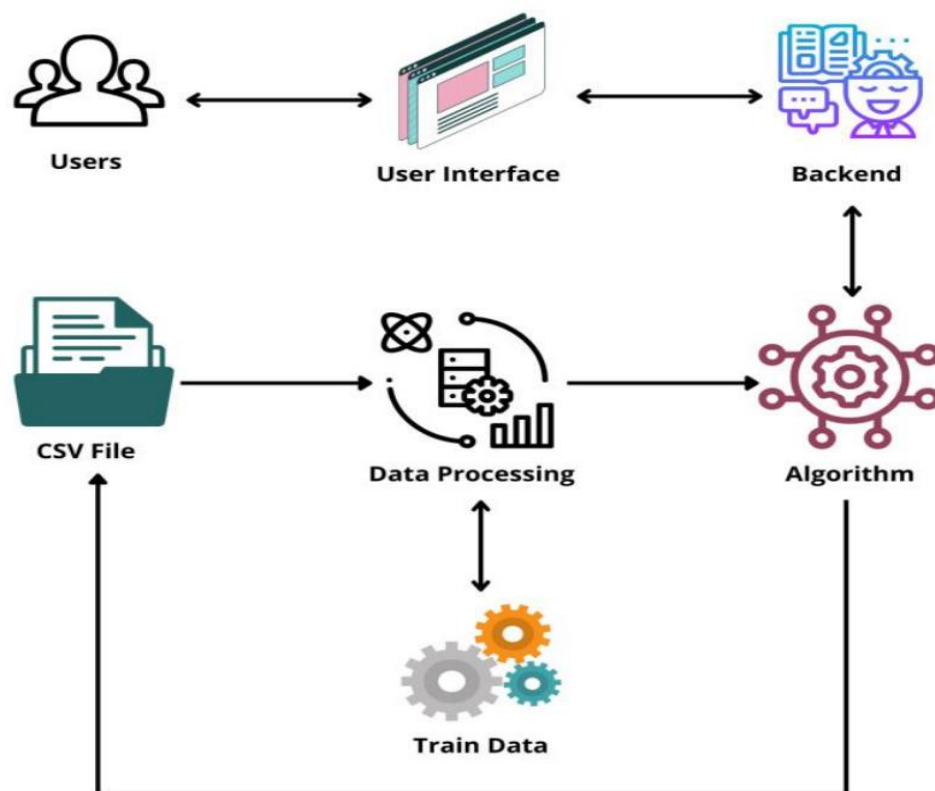 Users
User Interface
Backend
CSV File
Data Processing
Algorithm
Train Data